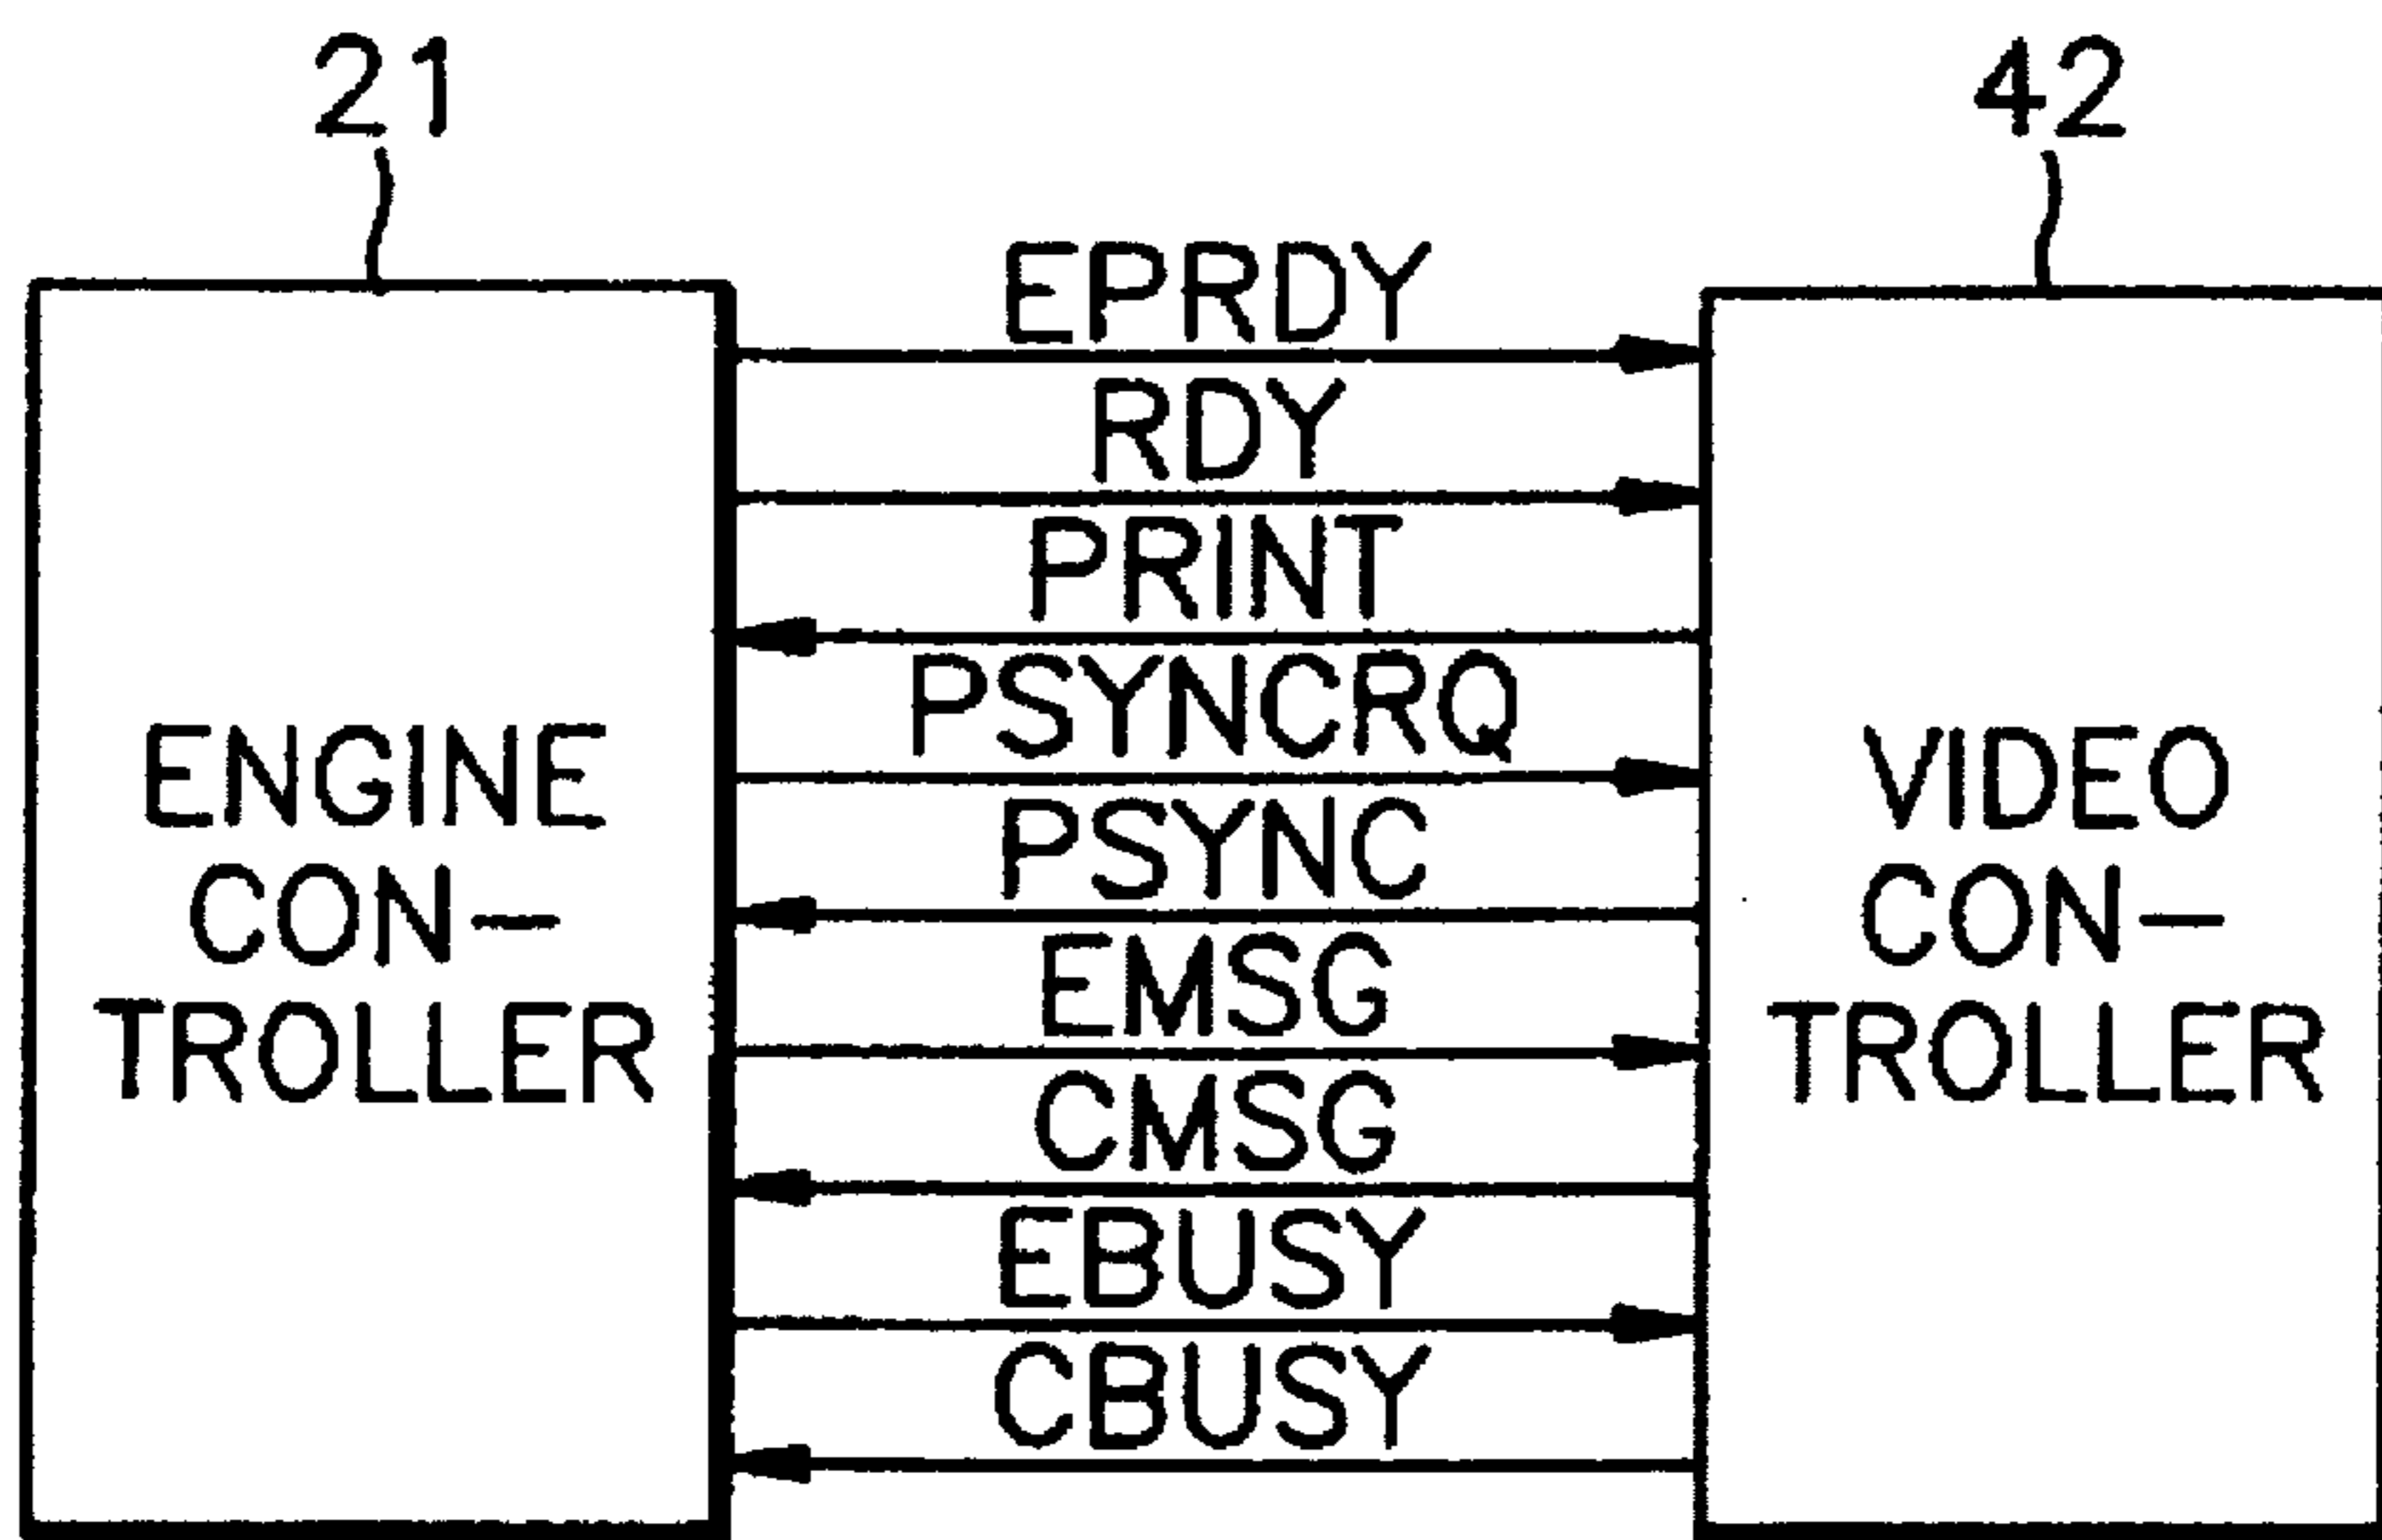 21
42
EPRDY
RDY
PRINT
PSYNCRQ
PSYNC
EMSG
CMSG
EBUSY
CBUSY
ENGINE
CON-
TROLLER
VIDEO
CON-
TROLLER